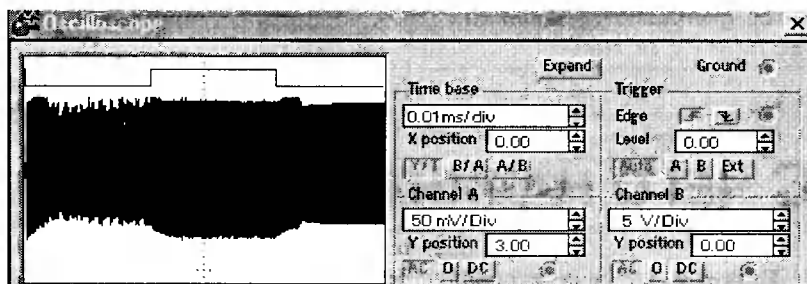 Oscilloscope
Expand Ground
Time base Trigger
0.01ms/div Edge
X position 0.00 Level 0.00
Y/T B/A A/B Auto A B Ext
Channel A Channel B
50 mV/Div 5 V/Div
Y position 3.00 Y position 0.00
AC 0 DC AC 0 DC